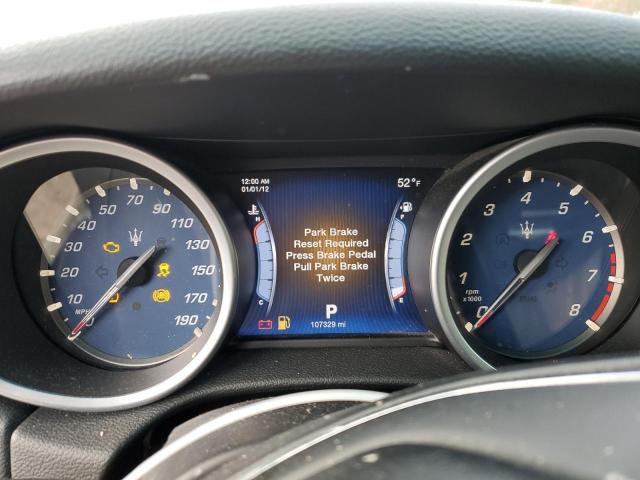 12:00 AM
01/01/12
52°F
H
C
F
E
Park Brake
Reset Required
Press Brake Pedal
Pull Park Brake
Twice
P
107329 mi
MPH
0
10
30
40
50
70
90
110
130
150
170
190
rpm
x1000
0
1
2
3
4
5
6
7
8